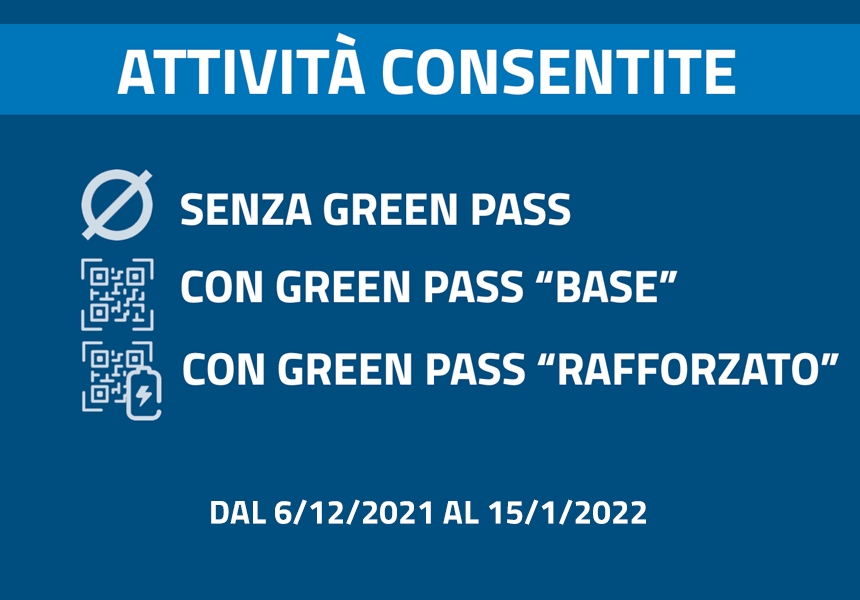 ATTIVITÀ CONSENTITE
SENZA GREEN PASS
CON GREEN PASS “BASE”
CON GREEN PASS “RAFFORZATO”
DAL 6/12/2021 AL 15/1/2022